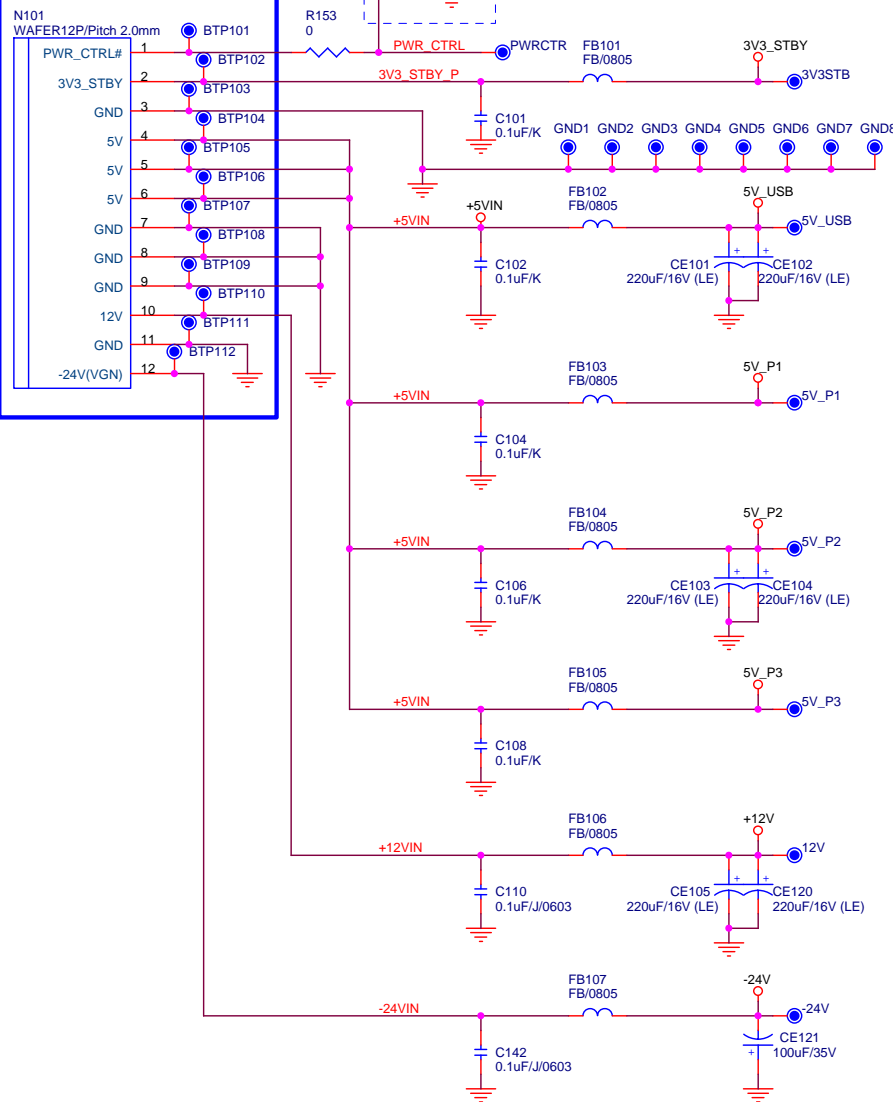 N101
WAFER12P/Pitch 2.0mm
PWR_CTRL# 1 BTP101
3V3_STBY 2 BTP102
GND 3 BTP103
5V 4 BTP104
5V 5 BTP105
5V 6 BTP106
GND 7 BTP107
GND 8 BTP108
GND 9 BTP109
12V 10 BTP110
GND 11 BTP111
-24V(VGN) 12 BTP112
R153
0
PWR_CTRL
PWRCTR
3V3_STBY_P
FB101
FB/0805
3V3_STBY
3V3STB
C101
0.1uF/K
GND1 GND2 GND3 GND4 GND5 GND6 GND7 GND8
+5VIN
+5VIN
C102
0.1uF/K
FB102
FB/0805
5V_USB
5V_USB
+
+
CE101
220uF/16V (LE)
CE102
220uF/16V (LE)
+5VIN
C104
0.1uF/K
FB103
FB/0805
5V_P1
5V_P1
+5VIN
C106
0.1uF/K
FB104
FB/0805
5V_P2
5V_P2
+
+
CE103
220uF/16V (LE)
CE104
220uF/16V (LE)
+5VIN
C108
0.1uF/K
FB105
FB/0805
5V_P3
5V_P3
+12VIN
C110
0.1uF/J/0603
FB106
FB/0805
+12V
12V
+
+
CE105
220uF/16V (LE)
CE120
220uF/16V (LE)
-24VIN
C142
0.1uF/J/0603
FB107
FB/0805
-24V
-24V
+
CE121
100uF/35V